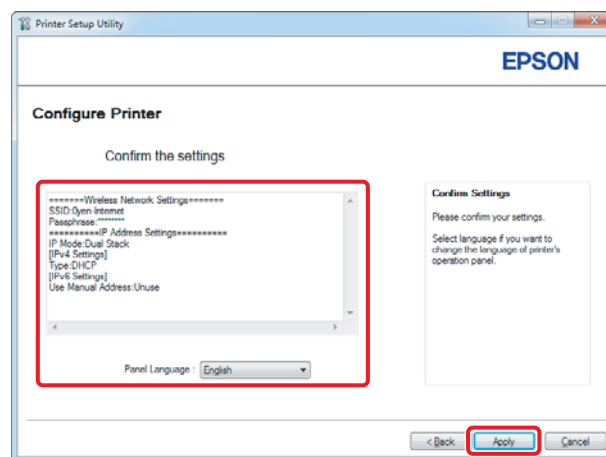 Printer Setup Utility
EPSON
Configure Printer
Confirm the settings
=======Wireless Network Settings=======
SSID:0yen-Internet
Passphrase:********
==========IP Address Settings==========
IP Mode:Dual Stack
[IPv4 Settings]
Type:DHCP
[IPv6 Settings]
Use Manual Address:Unuse
Panel Language : English
Confirm Settings
Please confirm your settings.
Select language if you want to
change the language of printer's
operation panel.
< Back Apply Cancel